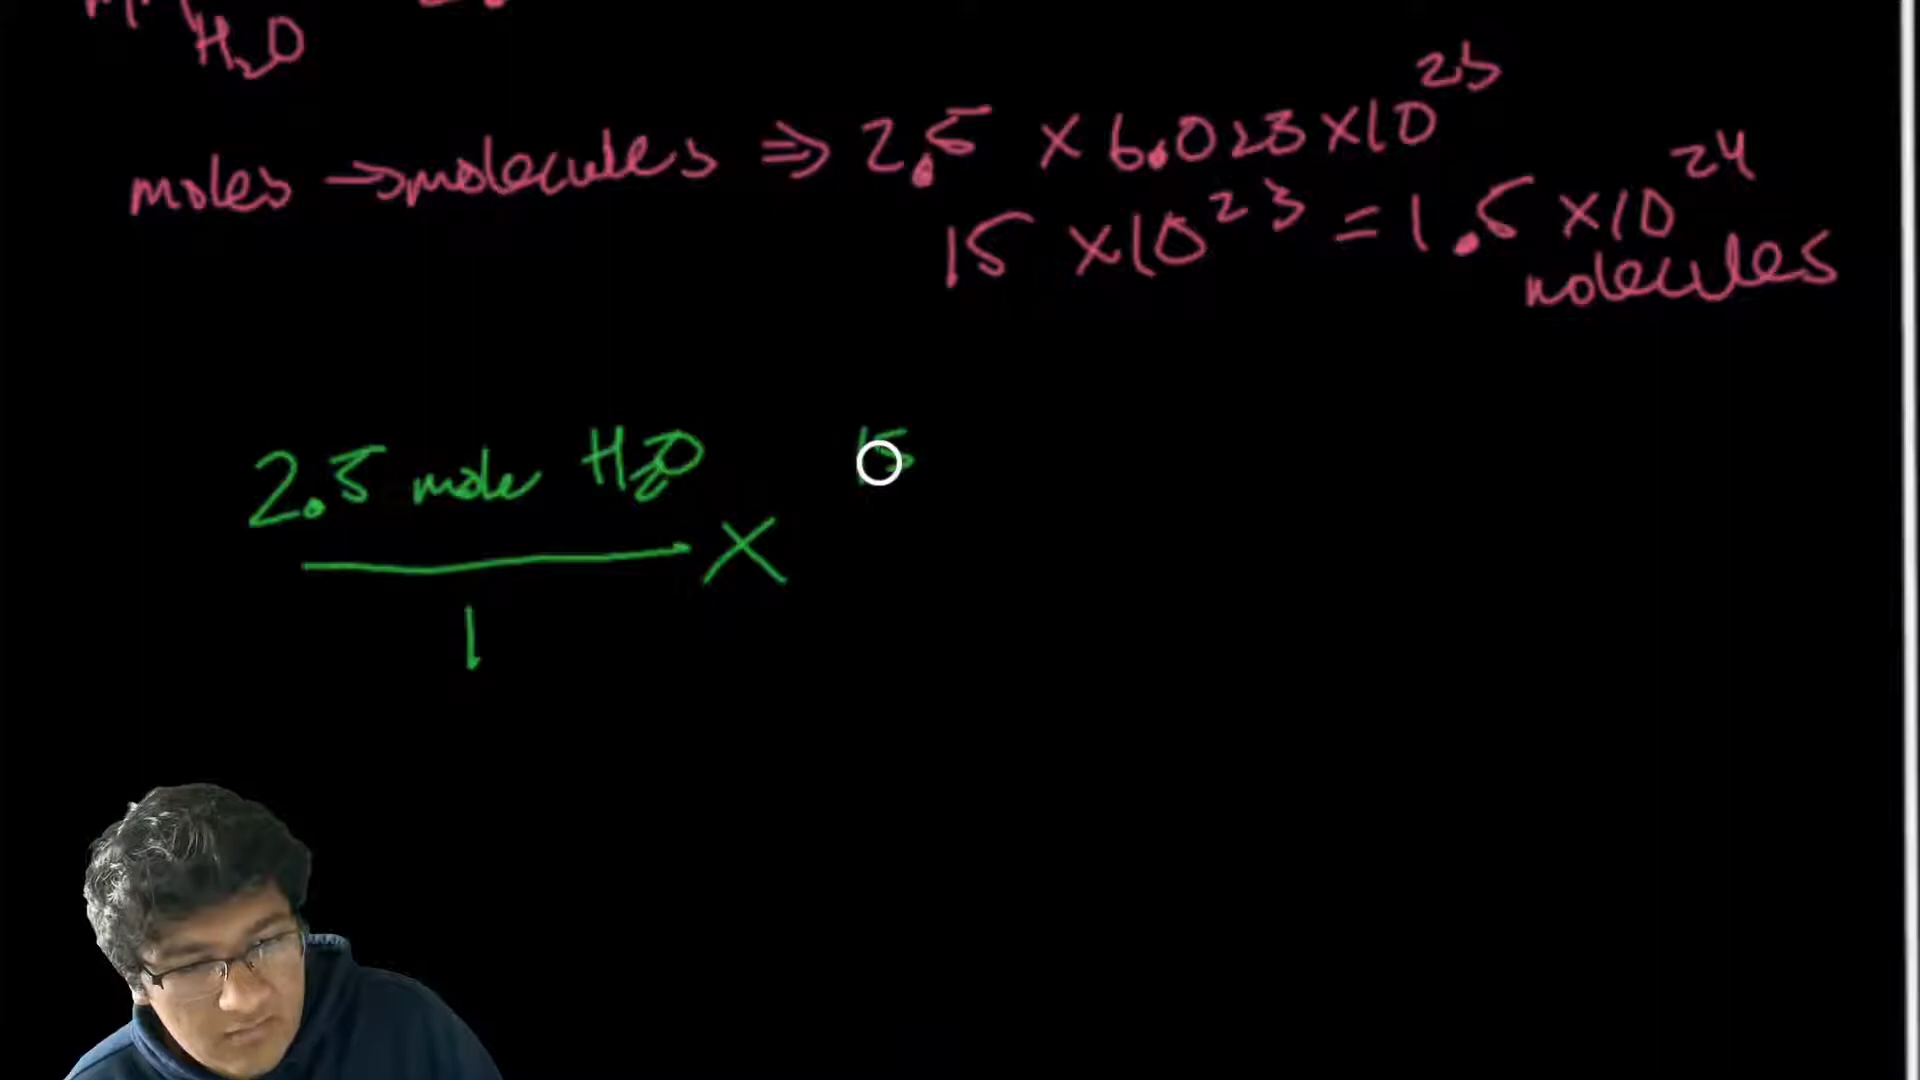 H₂O
moles → molecules ⇒ 2.5 × 6.023 × 10²³
15 × 10²³ = 1.5 × 10²⁴
molecules
2.5 mole H₂O
×
1